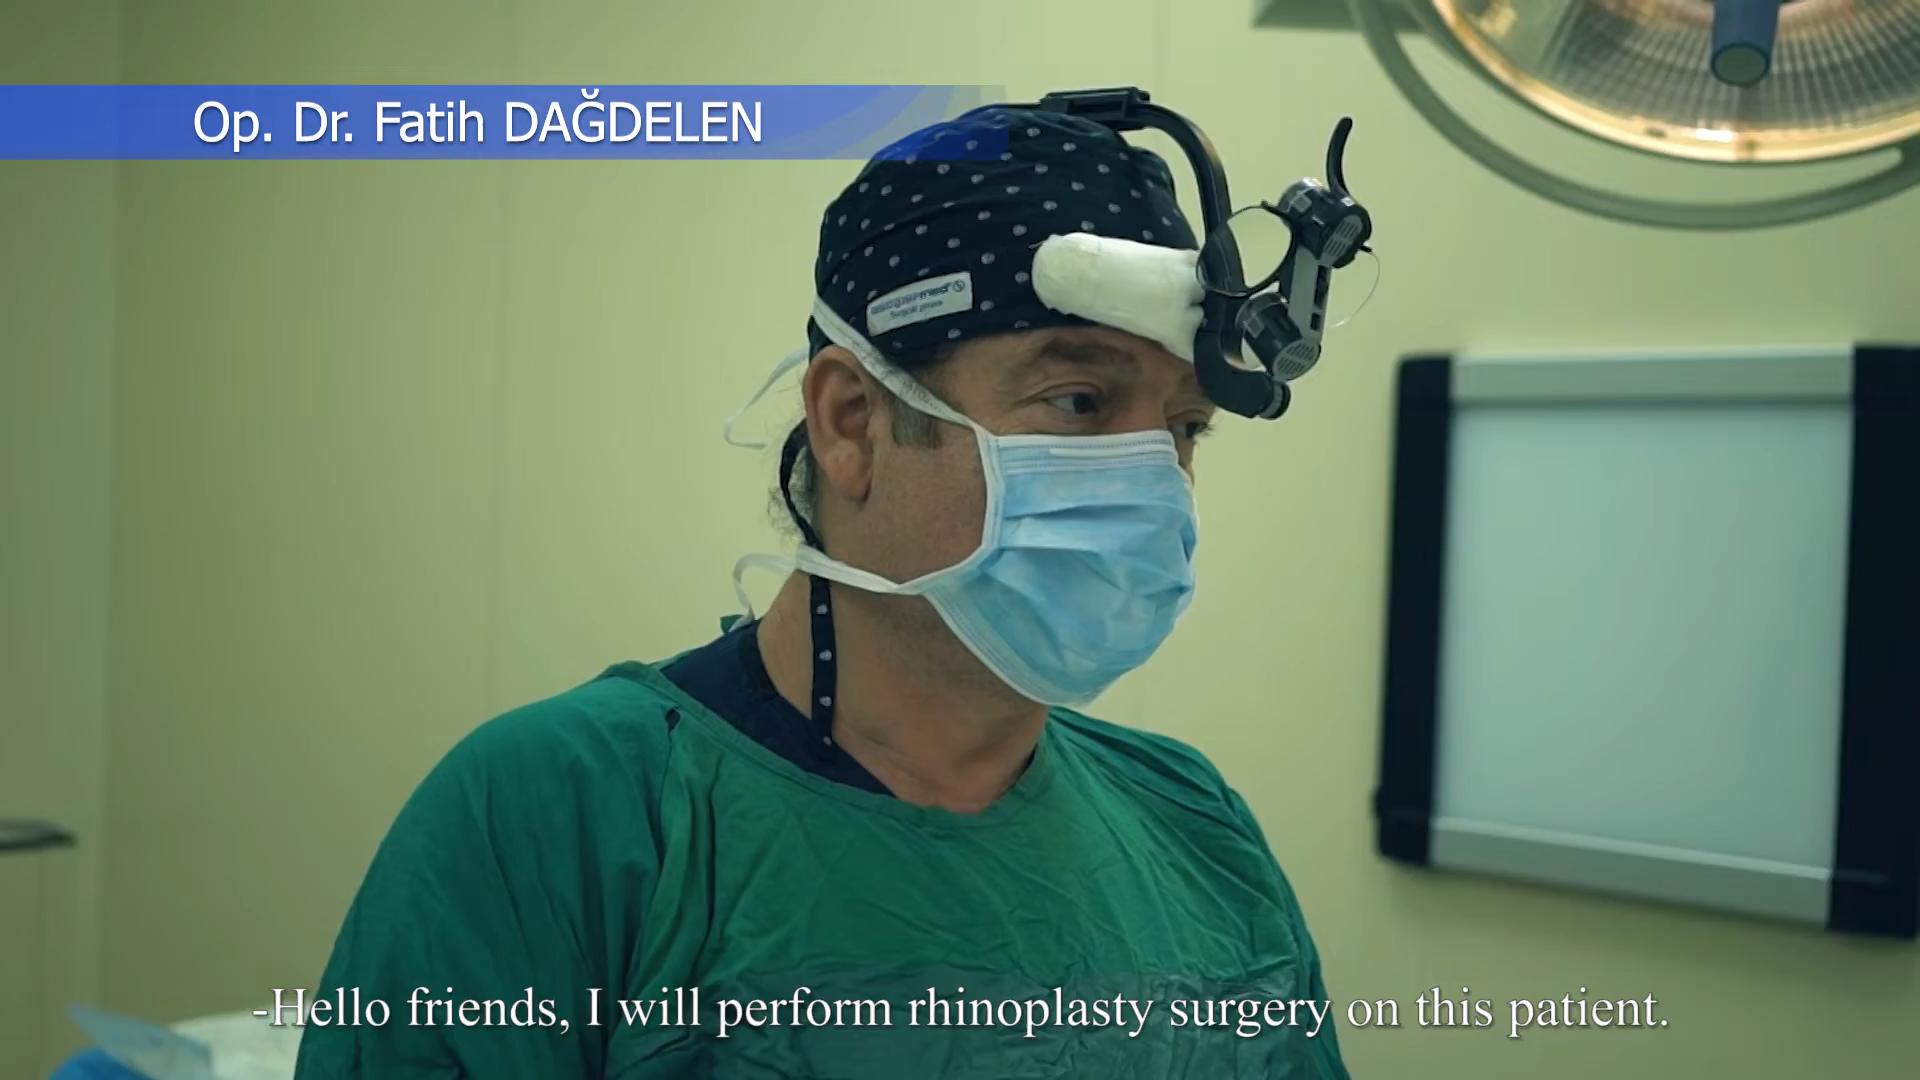 Op. Dr. Fatih DAĞDELEN
-Hello friends, I will perform rhinoplasty surgery on this patient.